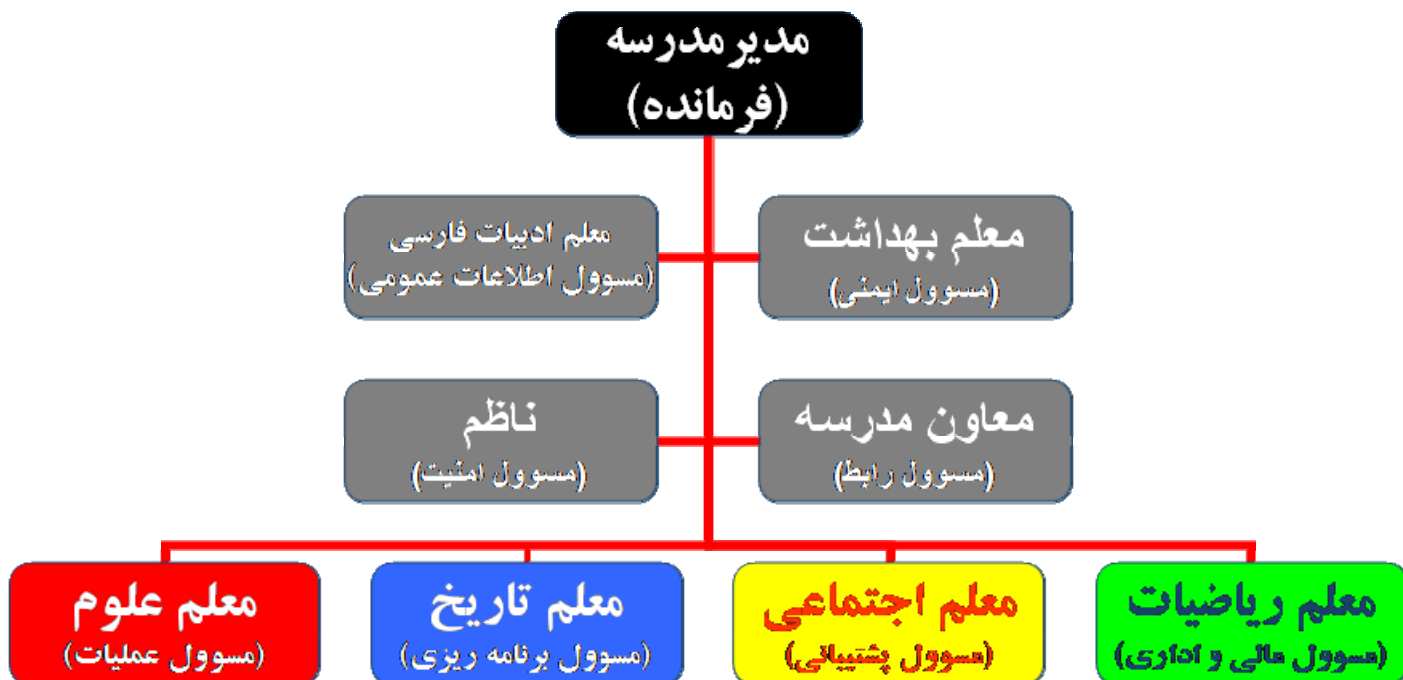 مدیر مدرسه
(فرمانده)
معلم بهداشت
(مسوول ایمنی)
معلم ادبیات فارسی
(مسوول اطلاعات عمومی)
معاون مدرسه
(مسوول رابط)
ناظم
(مسوول امنیت)
معلم ریاضیات
(مسوول مالی و اداری)
معلم اجتماعی
(مسوول پشتیبانی)
معلم تاریخ
(مسوول برنامه ریزی)
معلم علوم
(مسوول عملیات)